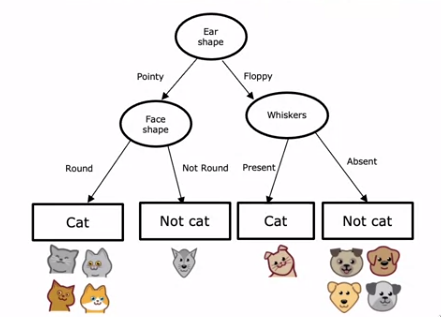 Ear
shape
Pointy
Floppy
Face
shape
Whiskers
Round
Not Round
Present
Absent
Cat
Not cat
Cat
Not cat